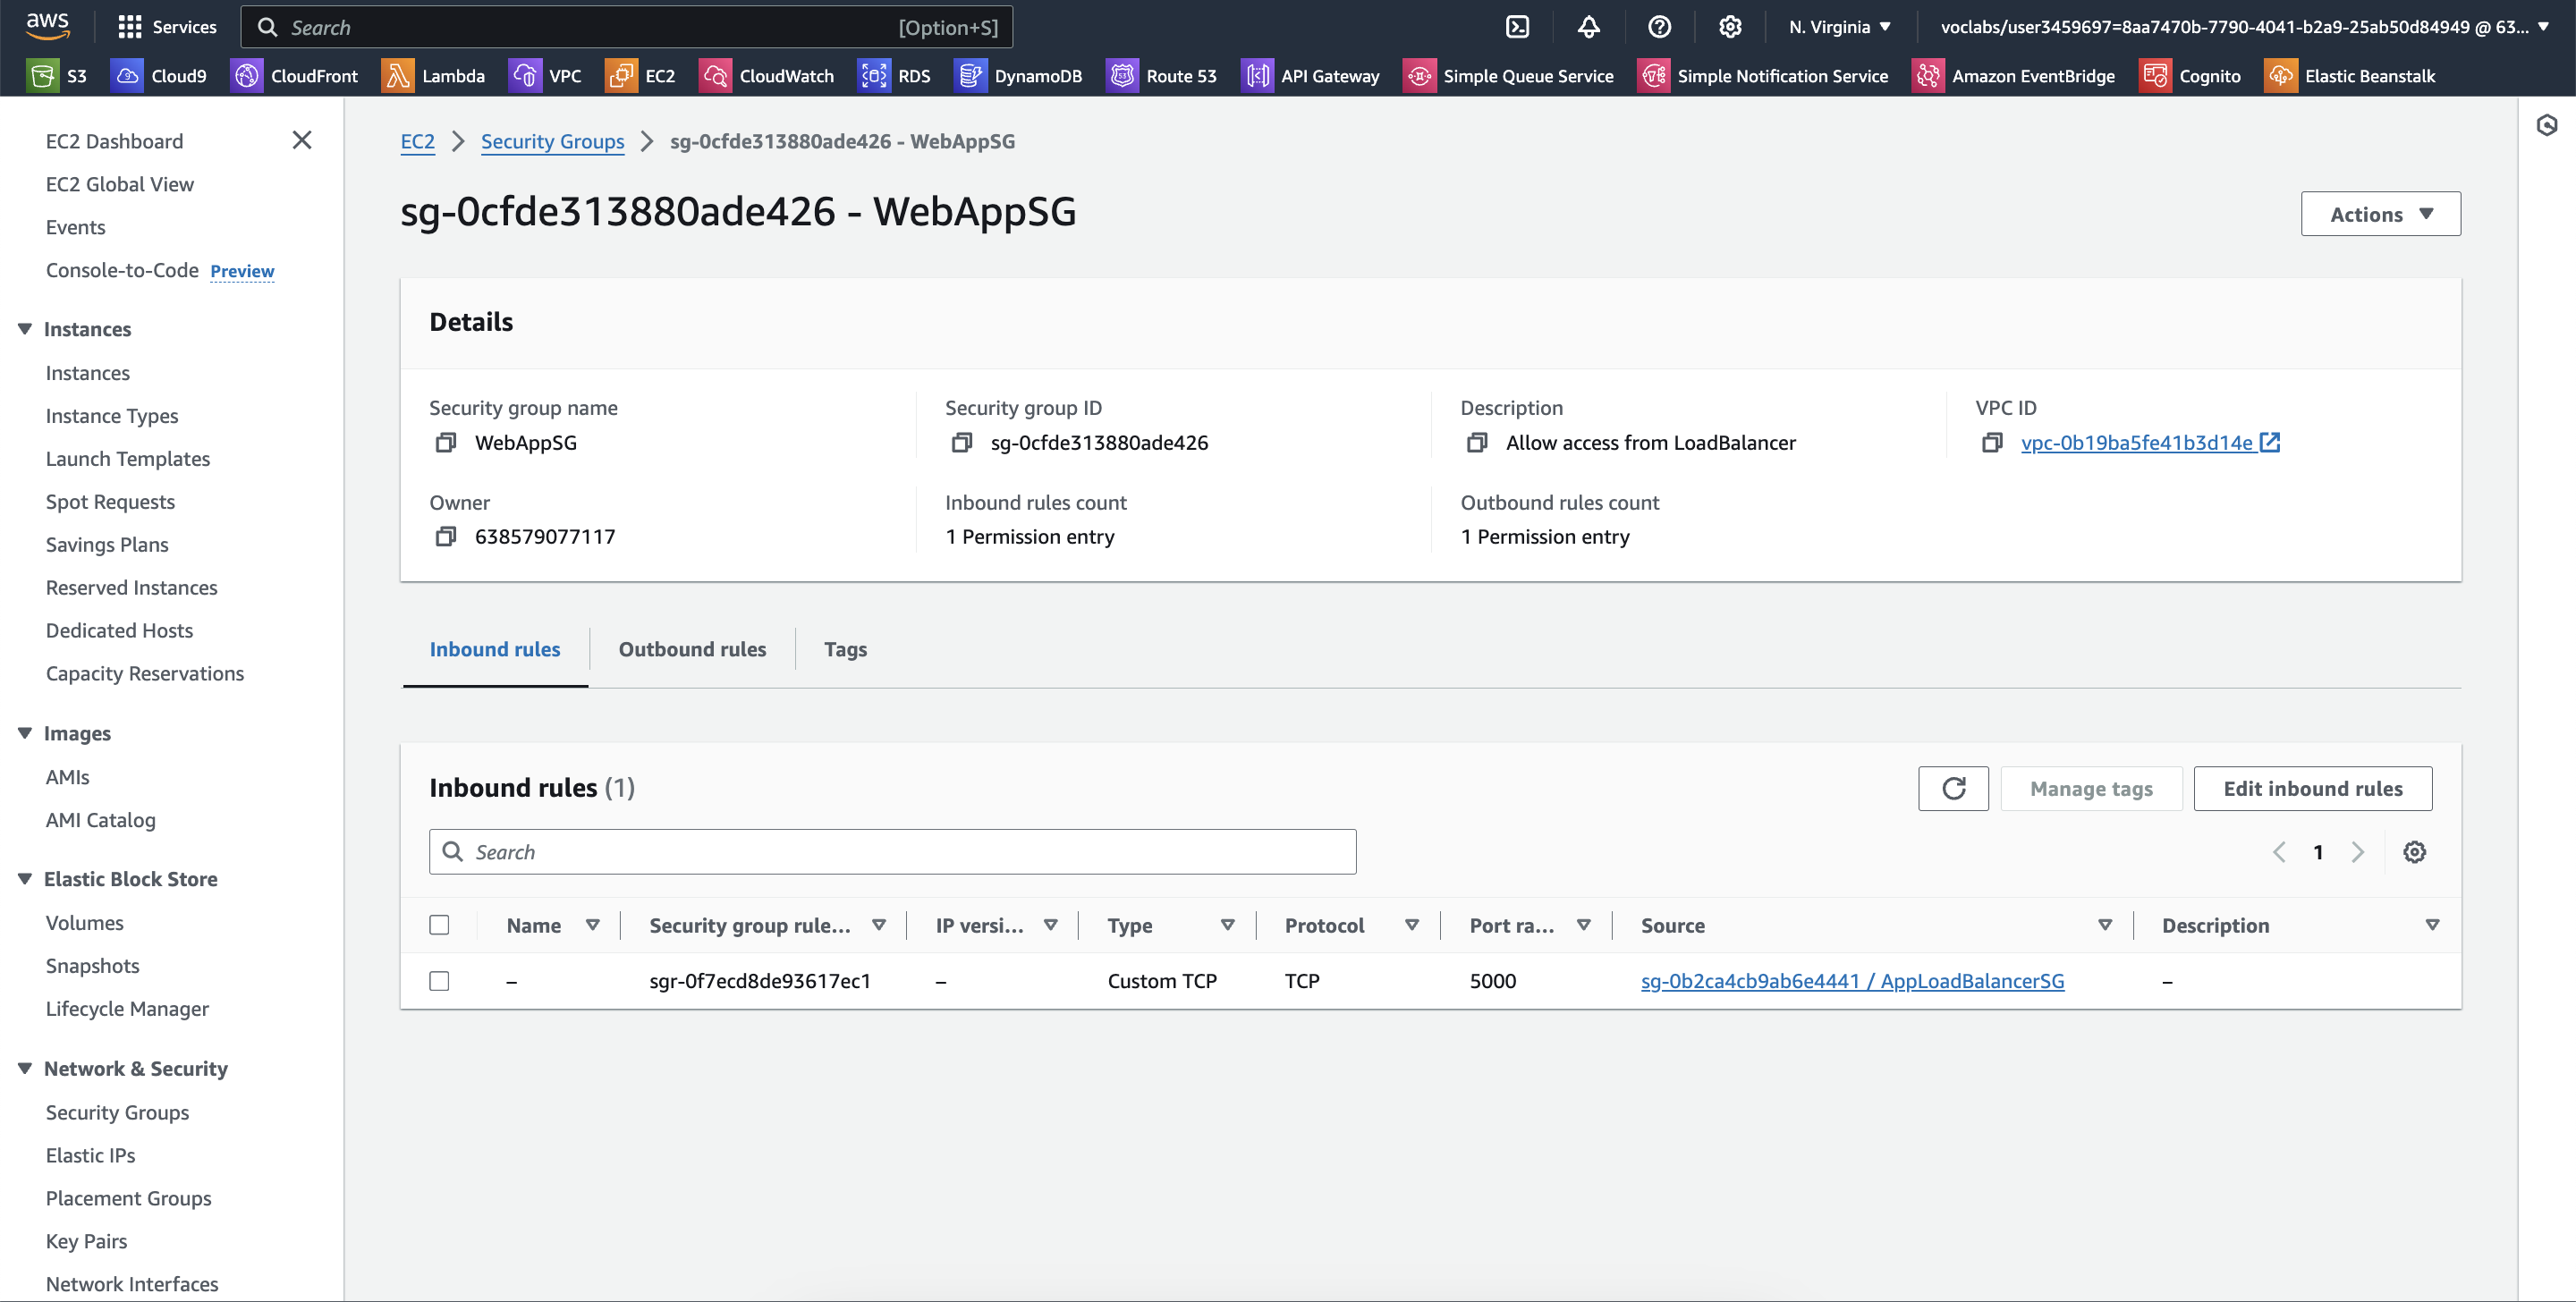 aws
Services
Search [Option+S]
N. Virginia
voclabs/user3459697=8aa7470b-7790-4041-b2a9-25ab50d84949 @ 63...
S3
Cloud9
CloudFront
Lambda
VPC
EC2
CloudWatch
RDS
DynamoDB
Route 53
API Gateway
Simple Queue Service
Simple Notification Service
Amazon EventBridge
Cognito
Elastic Beanstalk
EC2 Dashboard
EC2 Global View
Events
Console-to-Code Preview
Instances
Instances
Instance Types
Launch Templates
Spot Requests
Savings Plans
Reserved Instances
Dedicated Hosts
Capacity Reservations
Images
AMIs
AMI Catalog
Elastic Block Store
Volumes
Snapshots
Lifecycle Manager
Network & Security
Security Groups
Elastic IPs
Placement Groups
Key Pairs
Network Interfaces
EC2 > Security Groups > sg-0cfde313880ade426 - WebAppSG
sg-0cfde313880ade426 - WebAppSG
Actions
Details
Security group name
WebAppSG
Security group ID
sg-0cfde313880ade426
Description
Allow access from LoadBalancer
VPC ID
vpc-0b19ba5fe41b3d14e
Owner
638579077117
Inbound rules count
1 Permission entry
Outbound rules count
1 Permission entry
Inbound rules
Outbound rules
Tags
Inbound rules (1)
Manage tags
Edit inbound rules
Search
1
Name Security group rule... IP versi... Type Protocol Port ra... Source Description
– sgr-0f7ecd8de93617ec1 – Custom TCP TCP 5000 sg-0b2ca4cb9ab6e4441 / AppLoadBalancerSG –